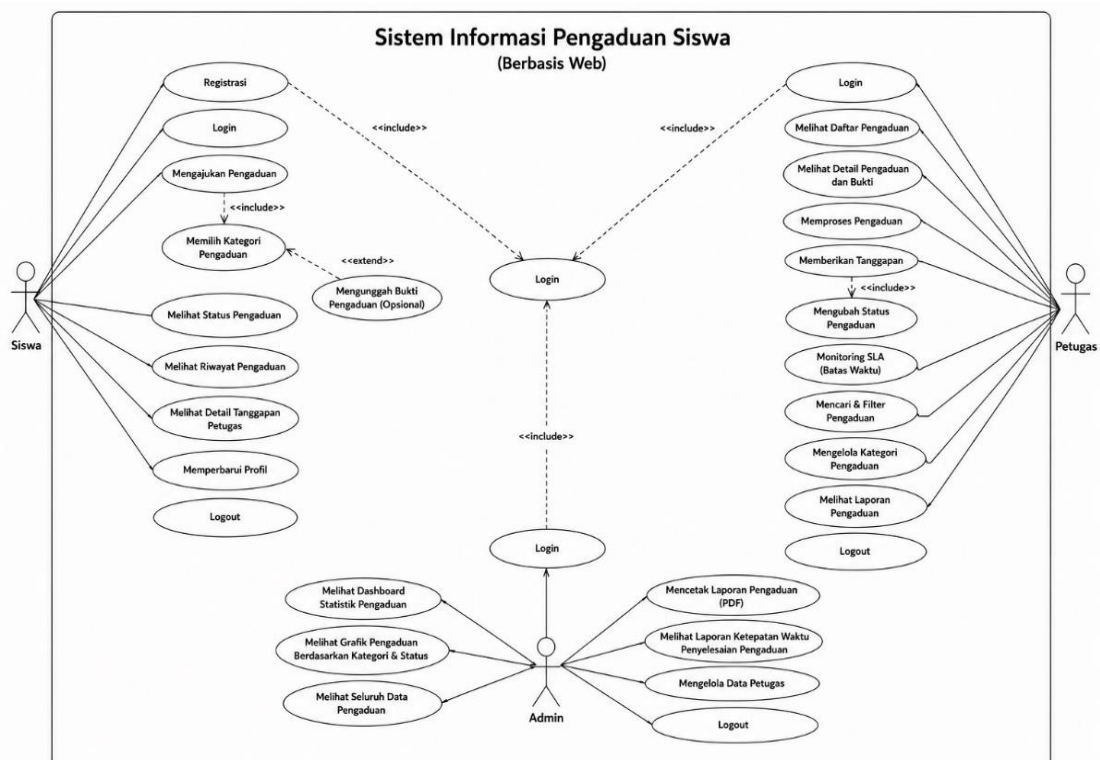 Sistem Informasi Pengaduan Siswa
(Berbasis Web)
Registrasi
Login
Mengajukan Pengaduan
<<include>>
Memilih Kategori
Pengaduan
<<extend>>
Mengunggah Bukti
Pengaduan (Opsional)
Melihat Status Pengaduan
Melihat Riwayat Pengaduan
Melihat Detail Tanggapan
Petugas
Memperbarui Profil
Logout
Siswa
<<include>>
<<include>>
Login
<<include>>
Login
Login
Melihat Daftar Pengaduan
Melihat Detail Pengaduan
dan Bukti
Memproses Pengaduan
Memberikan Tanggapan
<<include>>
Mengubah Status
Pengaduan
Monitoring SLA
(Batas Waktu)
Mencari & Filter
Pengaduan
Mengelola Kategori
Pengaduan
Melihat Laporan
Pengaduan
Logout
Petugas
Melihat Dashboard
Statistik Pengaduan
Melihat Grafik Pengaduan
Berdasarkan Kategori & Status
Melihat Seluruh Data
Pengaduan
Admin
Mencetak Laporan Pengaduan
(PDF)
Melihat Laporan Ketepatan Waktu
Penyelesaian Pengaduan
Mengelola Data Petugas
Logout